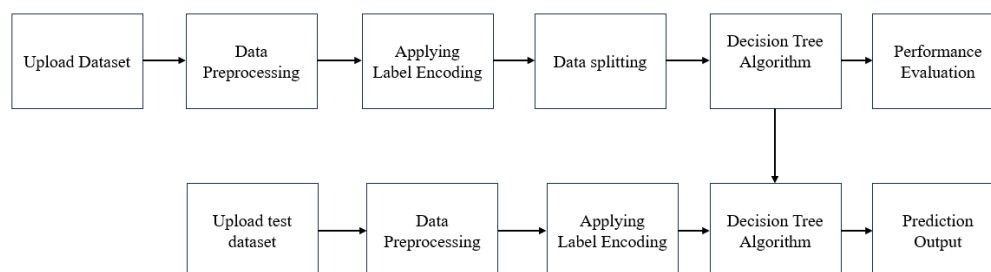 Upload Dataset
Data
Preprocessing
Applying
Label Encoding
Data splitting
Decision Tree
Algorithm
Performance
Evaluation
Upload test
dataset
Data
Preprocessing
Applying
Label Encoding
Decision Tree
Algorithm
Prediction
Output